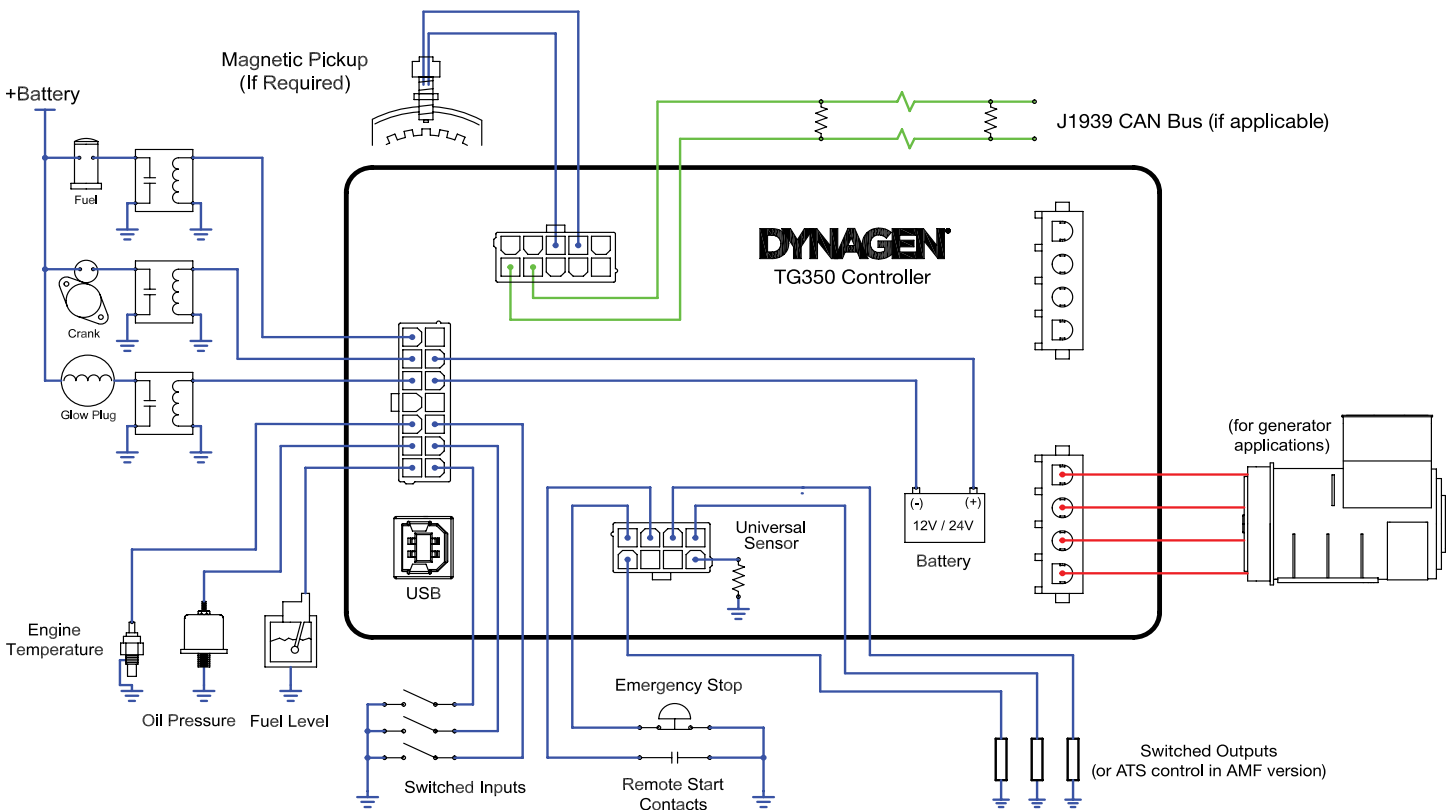 Magnetic Pickup
(If Required)
+Battery
J1939 CAN Bus (if applicable)
Fuel
DYNAGEN®
TG350 Controller
Crank
Glow Plug
(for generator
applications)
(-) (+)
12V / 24V
Battery
Universal
Sensor
USB
Engine
Temperature
Oil Pressure
Fuel Level
Emergency Stop
Switched Inputs
Remote Start
Contacts
Switched Outputs
(or ATS control in AMF version)